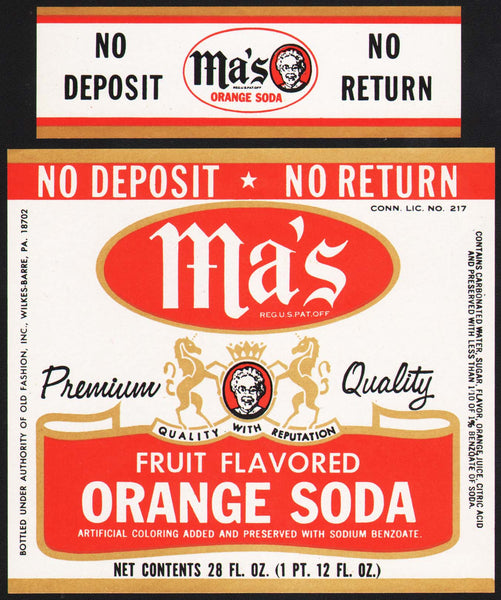 NO DEPOSIT
Ma's
REG.U.S.PAT.OFF
ORANGE SODA
NO RETURN
NO DEPOSIT ★ NO RETURN
CONN. LIC. NO. 217
Ma's
REG.U.S.PAT.OFF
Premium Quality
QUALITY WITH REPUTATION
FRUIT FLAVORED
ORANGE SODA
ARTIFICIAL COLORING ADDED AND PRESERVED WITH SODIUM BENZOATE.
NET CONTENTS 28 FL. OZ. (1 PT. 12 FL. OZ.)
BOTTLED UNDER AUTHORITY OF OLD FASHION, INC., WILKES-BARRE, PA. 18702
CONTAINS CARBONATED WATER, SUGAR, FLAVOR, ORANGE JUICE, CITRIC ACID
AND PRESERVED WITH LESS THAN 1/10 OF 1% BENZOATE OF SODA.